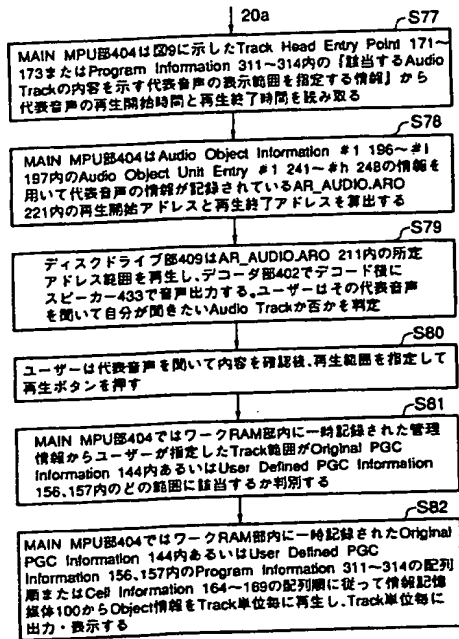 20a
S77
MAIN MPU部404は図9に示したTrack Head Entry Point 171～
173またはProgram Information 311～314内の「該当するAudio
Trackの内容を示す代表音声の表示範囲を指定する情報」から
代表音声の再生開始時間と再生終了時間を読み取る
S78
MAIN MPU部404はAudio Object Information #1 196～#I
197内のAudio Object Unit Entry #1 241～#h 248の情報を
用いて代表音声の情報が記録されているAR_AUDIO.ARO
221内の再生開始アドレスと再生終了アドレスを算出する
S79
ディスクドライブ部409はAR_AUDIO.ARO 211内の所定
アドレス範囲を再生し、デコーダ部402でデコード後に
スピーカー433で音声出力する。ユーザーはその代表音声
を聞いて自分が聞きたいAudio Trackか否かを判定
S80
ユーザーは代表音声を聞いて内容を確認後、再生範囲を指定して
再生ボタンを押す
S81
MAIN MPU部404ではワークRAM部内に一時記録された管理
情報からユーザーが指定したTrack範囲がOriginal PGC
Information 144内あるいはUser Defined PGC Information
156、157内のどの範囲に該当するか判別する
S82
MAIN MPU部404ではワークRAM部内に一時記録されたOriginal
PGC Information 144内あるいはUser Defined PGC
Information 156、157内のProgram Information 311～314の配列
順またはCell Information 164～169の配列順に従って情報記憶
媒体100からObject情報をTrack単位毎に再生し、Track単位毎に
出力・表示する